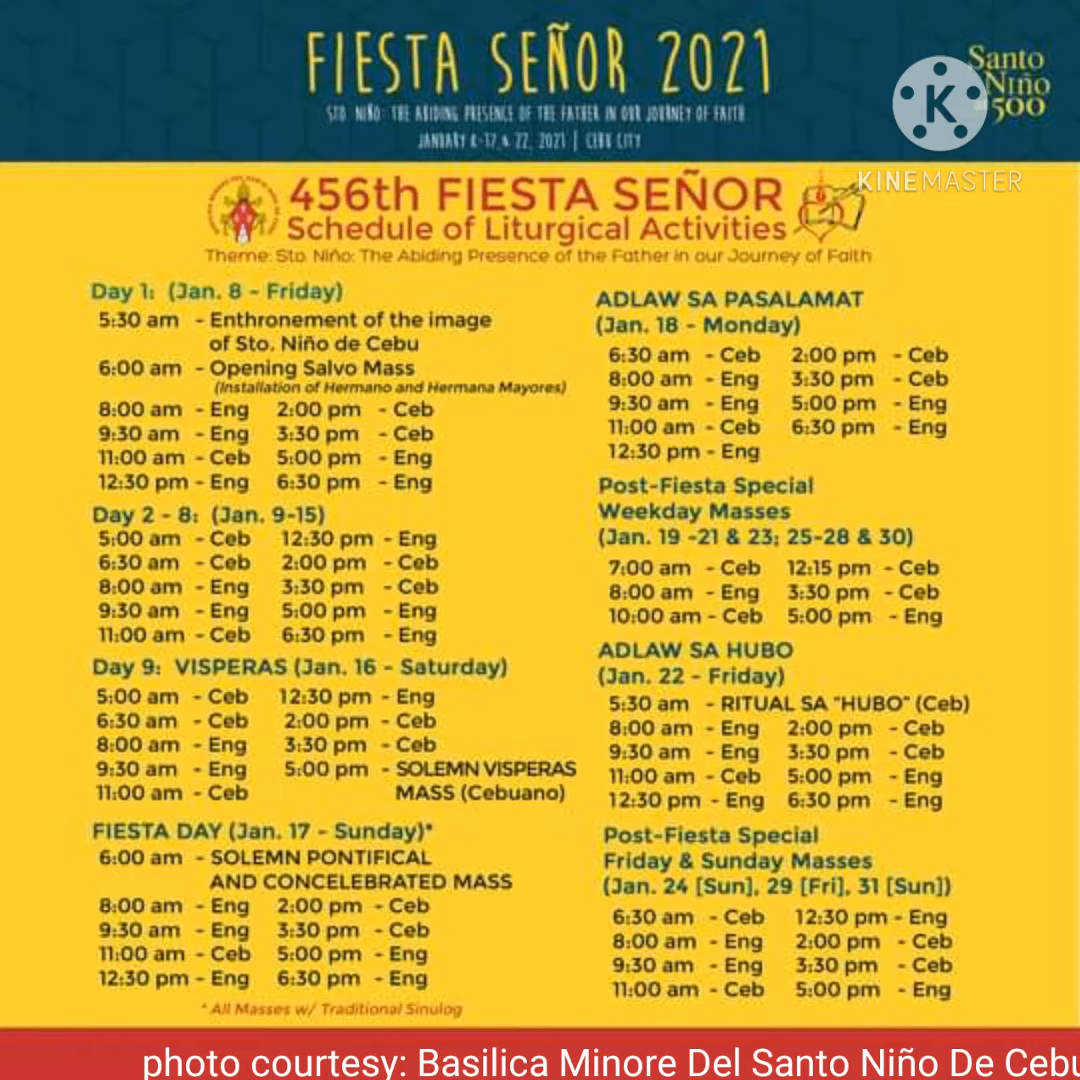 FIESTA SEÑOR 2021
STO. NIÑO: THE ABIDING PRESENCE OF THE FATHER IN OUR JOURNEY OF FAITH
JANUARY 8-17 & 22, 2021 | CEBU CITY
Santo
Niño
500
K
KINEMASTER
456th FIESTA SEÑOR
Schedule of Liturgical Activities
Theme: Sto. Niño: The Abiding Presence of the Father in our Journey of Faith
Day 1: (Jan. 8 - Friday)
5:30 am - Enthronement of the image
of Sto. Niño de Cebu
6:00 am - Opening Salvo Mass
(Installation of Hermano and Hermana Mayores)
8:00 am - Eng 2:00 pm - Ceb
9:30 am - Eng 3:30 pm - Ceb
11:00 am - Ceb 5:00 pm - Eng
12:30 pm - Eng 6:30 pm - Eng
Day 2 - 8: (Jan. 9-15)
5:00 am - Ceb 12:30 pm - Eng
6:30 am - Ceb 2:00 pm - Ceb
8:00 am - Eng 3:30 pm - Ceb
9:30 am - Eng 5:00 pm - Eng
11:00 am - Ceb 6:30 pm - Eng
Day 9: VISPERAS (Jan. 16 - Saturday)
5:00 am - Ceb 12:30 pm - Eng
6:30 am - Ceb 2:00 pm - Ceb
8:00 am - Eng 3:30 pm - Ceb
9:30 am - Eng 5:00 pm - SOLEMN VISPERAS
11:00 am - Ceb MASS (Cebuano)
FIESTA DAY (Jan. 17 - Sunday)*
6:00 am - SOLEMN PONTIFICAL
AND CONCELEBRATED MASS
8:00 am - Eng 2:00 pm - Ceb
9:30 am - Eng 3:30 pm - Ceb
11:00 am - Ceb 5:00 pm - Eng
12:30 pm - Eng 6:30 pm - Eng
* All Masses w/ Traditional Sinulog
ADLAW SA PASALAMAT
(Jan. 18 - Monday)
6:30 am - Ceb 2:00 pm - Ceb
8:00 am - Eng 3:30 pm - Ceb
9:30 am - Eng 5:00 pm - Eng
11:00 am - Ceb 6:30 pm - Eng
12:30 pm - Eng
Post-Fiesta Special
Weekday Masses
(Jan. 19 -21 & 23; 25-28 & 30)
7:00 am - Ceb 12:15 pm - Ceb
8:00 am - Eng 3:30 pm - Ceb
10:00 am - Ceb 5:00 pm - Eng
ADLAW SA HUBO
(Jan. 22 - Friday)
5:30 am - RITUAL SA "HUBO" (Ceb)
8:00 am - Eng 2:00 pm - Ceb
9:30 am - Eng 3:30 pm - Ceb
11:00 am - Ceb 5:00 pm - Eng
12:30 pm - Eng 6:30 pm - Eng
Post-Fiesta Special
Friday & Sunday Masses
(Jan. 24 [Sun], 29 [Fri], 31 [Sun])
6:30 am - Ceb 12:30 pm - Eng
8:00 am - Eng 2:00 pm - Ceb
9:30 am - Eng 3:30 pm - Ceb
11:00 am - Ceb 5:00 pm - Eng
photo courtesy: Basilica Minore Del Santo Niño De Cebu